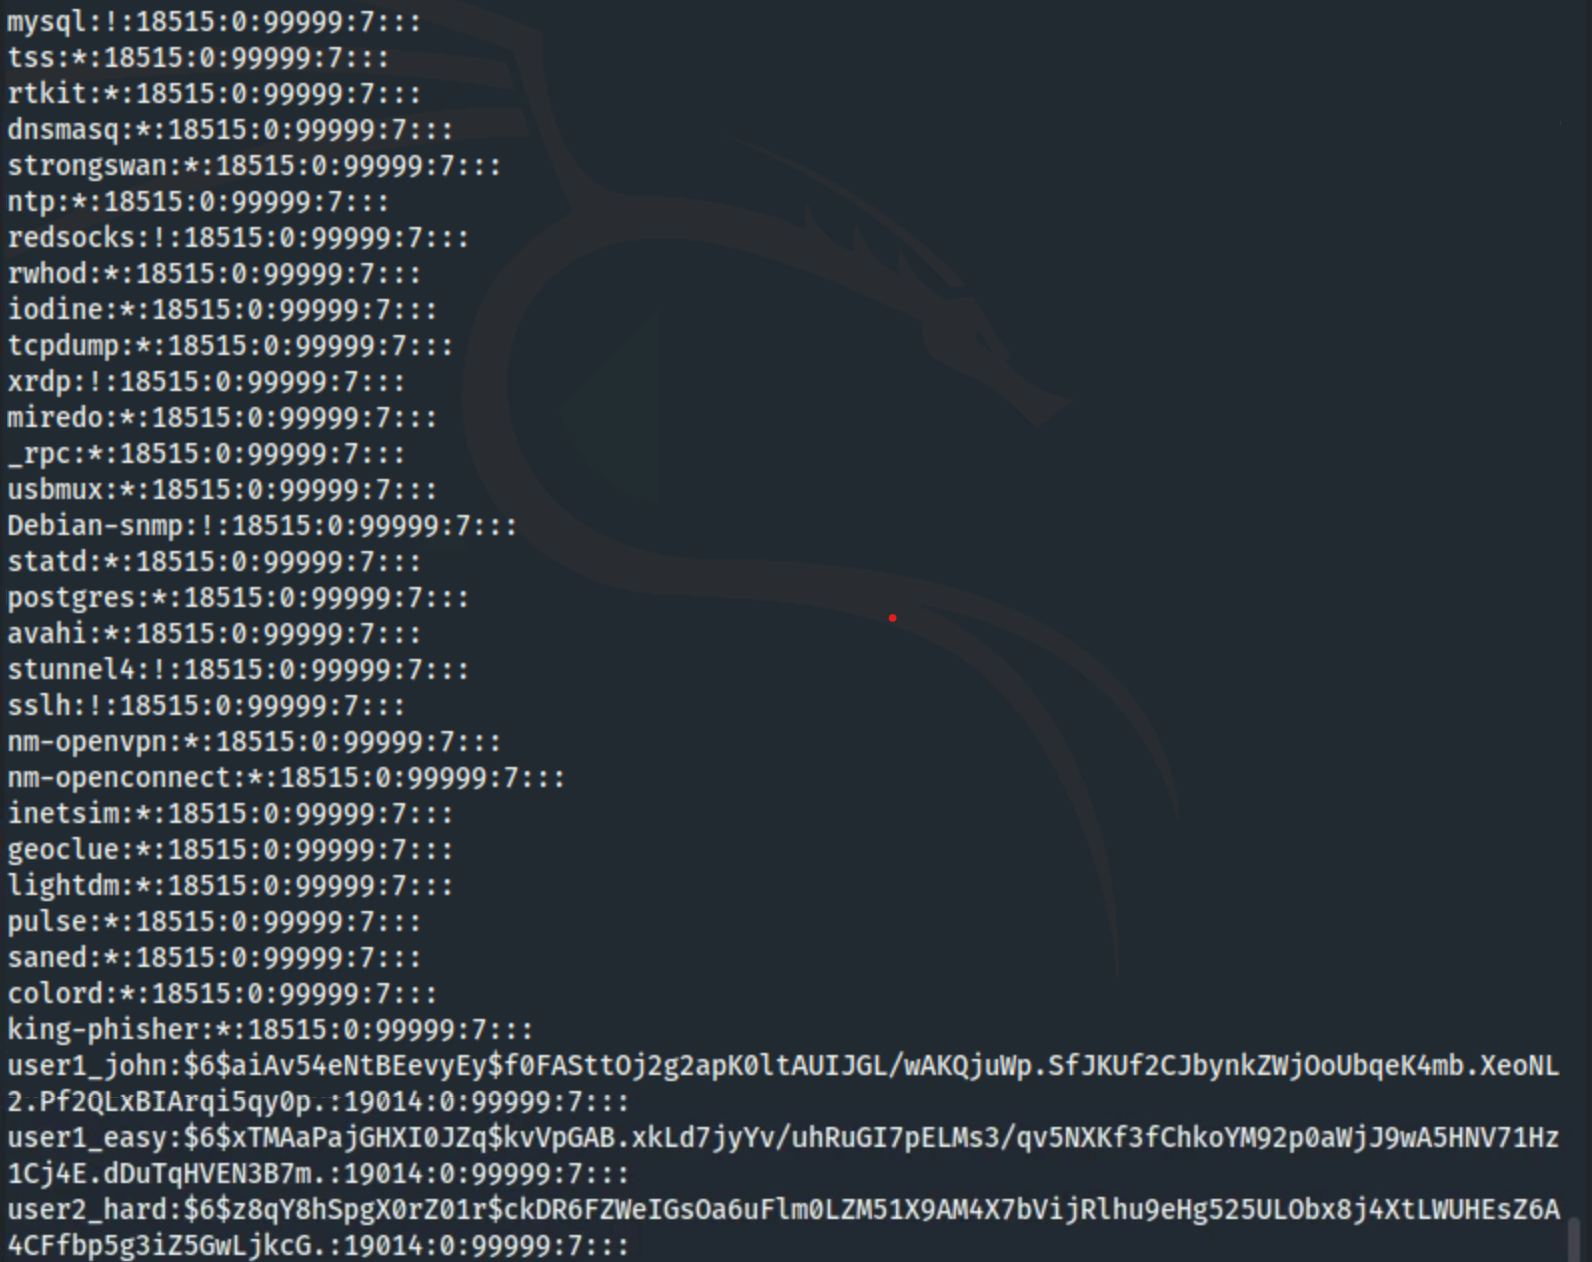 mysql:!:18515:0:99999:7:::
tss:*:18515:0:99999:7:::
rtkit:*:18515:0:99999:7:::
dnsmasq:*:18515:0:99999:7:::
strongswan:*:18515:0:99999:7:::
ntp:*:18515:0:99999:7:::
redsocks:!:18515:0:99999:7:::
rwhod:*:18515:0:99999:7:::
iodine:*:18515:0:99999:7:::
tcpdump:*:18515:0:99999:7:::
xrdp:!:18515:0:99999:7:::
miredo:*:18515:0:99999:7:::
_rpc:*:18515:0:99999:7:::
usbmux:*:18515:0:99999:7:::
Debian-snmp:!:18515:0:99999:7:::
statd:*:18515:0:99999:7:::
postgres:*:18515:0:99999:7:::
avahi:*:18515:0:99999:7:::
stunnel4:!:18515:0:99999:7:::
sslh:!:18515:0:99999:7:::
nm-openvpn:*:18515:0:99999:7:::
nm-openconnect:*:18515:0:99999:7:::
inetsim:*:18515:0:99999:7:::
geoclue:*:18515:0:99999:7:::
lightdm:*:18515:0:99999:7:::
pulse:*:18515:0:99999:7:::
saned:*:18515:0:99999:7:::
colord:*:18515:0:99999:7:::
king-phisher:*:18515:0:99999:7:::
user1_john:$6$aiAv54eNtBEevyEy$f0FASttOj2g2apK0ltAUIJGL/wAKQjuWp.SfJKUf2CJbynkZWjOoUbqeK4mb.XeoNL
2.Pf2QLxBIArqi5qy0p.:19014:0:99999:7:::
user1_easy:$6$xTMAaPajGHXI0JZq$kvVpGAB.xkLd7jyYv/uhRuGI7pELMs3/qv5NXKf3fChkoYM92p0aWjJ9wA5HNV71Hz
1Cj4E.dDuTqHVEN3B7m.:19014:0:99999:7:::
user2_hard:$6$z8qY8hSpgX0rZ01r$ckDR6FZWeIGsOa6uFlm0LZM51X9AM4X7bVijRlhu9eHg525ULObx8j4XtLWUHEsZ6A
4CFfbp5g3iZ5GwLjkcG.:19014:0:99999:7:::